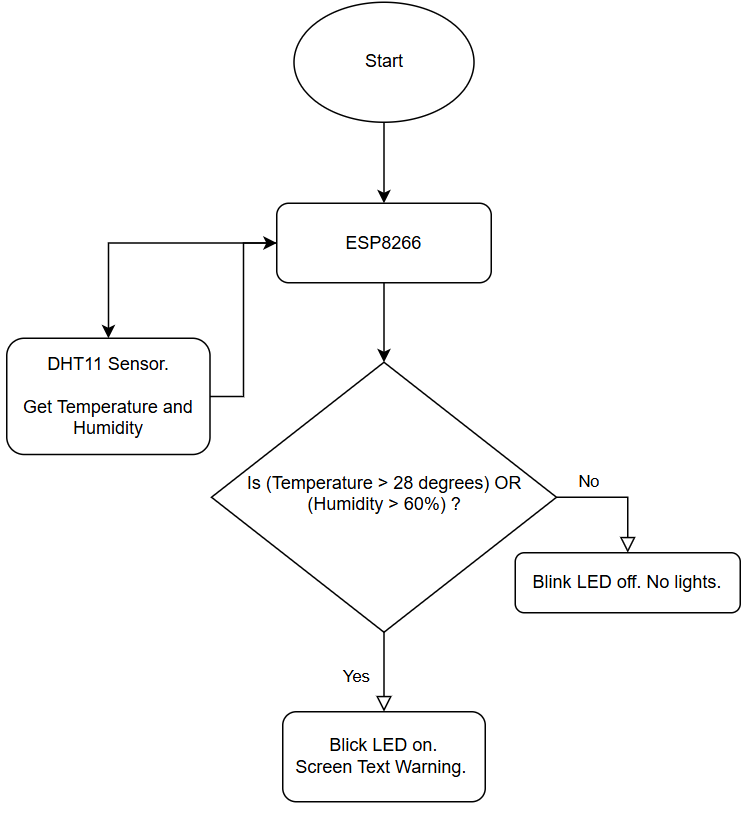 Start
ESP8266
DHT11 Sensor.
Get Temperature and
Humidity
Is (Temperature > 28 degrees) OR
(Humidity > 60%) ?
No
Blink LED off. No lights.
Yes
Blick LED on.
Screen Text Warning.